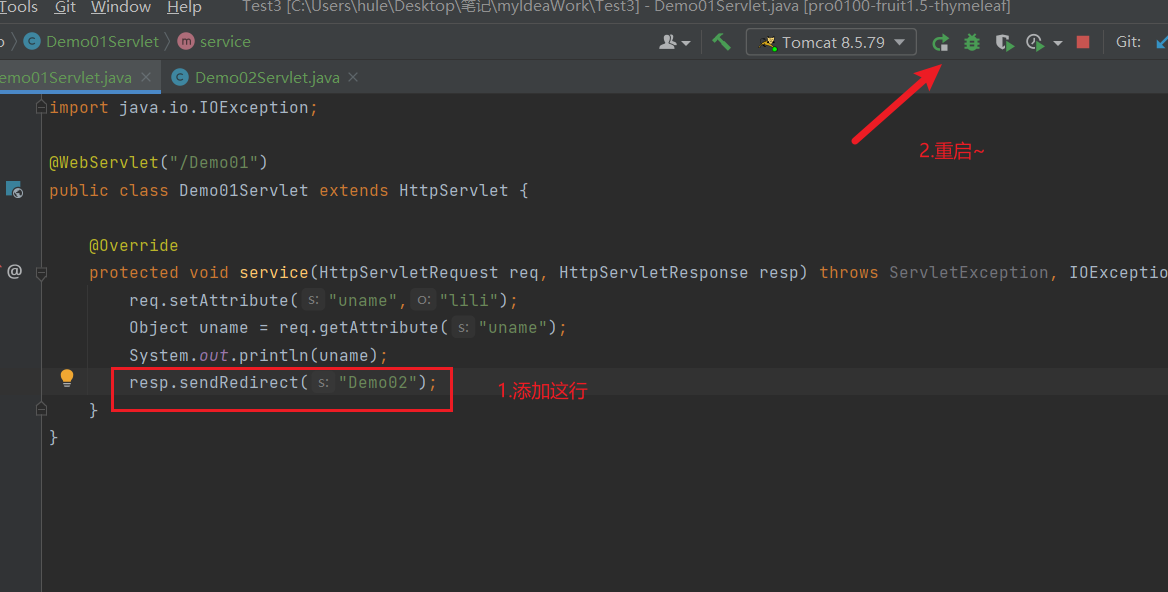 Tools Git Window Help Test3 [C:\Users\hule\Desktop\笔记\myIdeaWork\Test3] - Demo01Servlet.java [pro0100-fruit1.5-thymeleaf]
Demo01Servlet m service Tomcat 8.5.79 Git:
emo01Servlet.java Demo02Servlet.java
import java.io.IOException;
2.重启~
@WebServlet("/Demo01")
public class Demo01Servlet extends HttpServlet {
@Override
protected void service(HttpServletRequest req, HttpServletResponse resp) throws ServletException, IOExceptio
req.setAttribute( s: "uname", o: "lili");
Object uname = req.getAttribute( s: "uname");
System.out.println(uname);
resp.sendRedirect( s: "Demo02");
1.添加这行
}
}